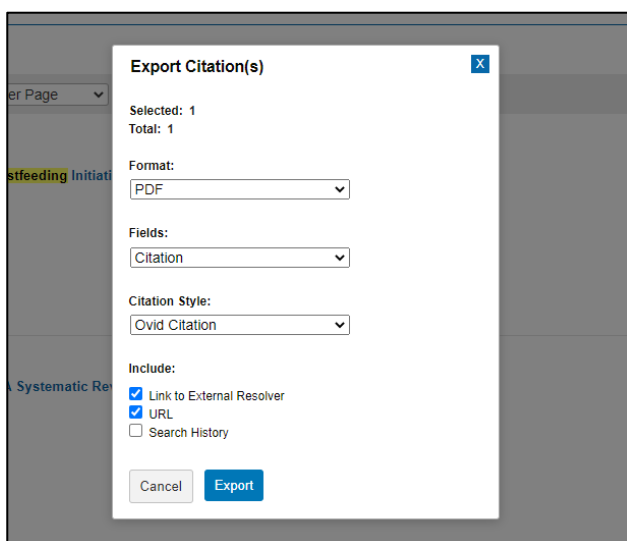 Export Citation(s)
X
Selected: 1
Total: 1
er Page
Format:
stfeeding Initiati
PDF
Fields:
Citation
Citation Style:
Ovid Citation
Include:
A Systematic Rev
Link to External Resolver
URL
Search History
Cancel
Export